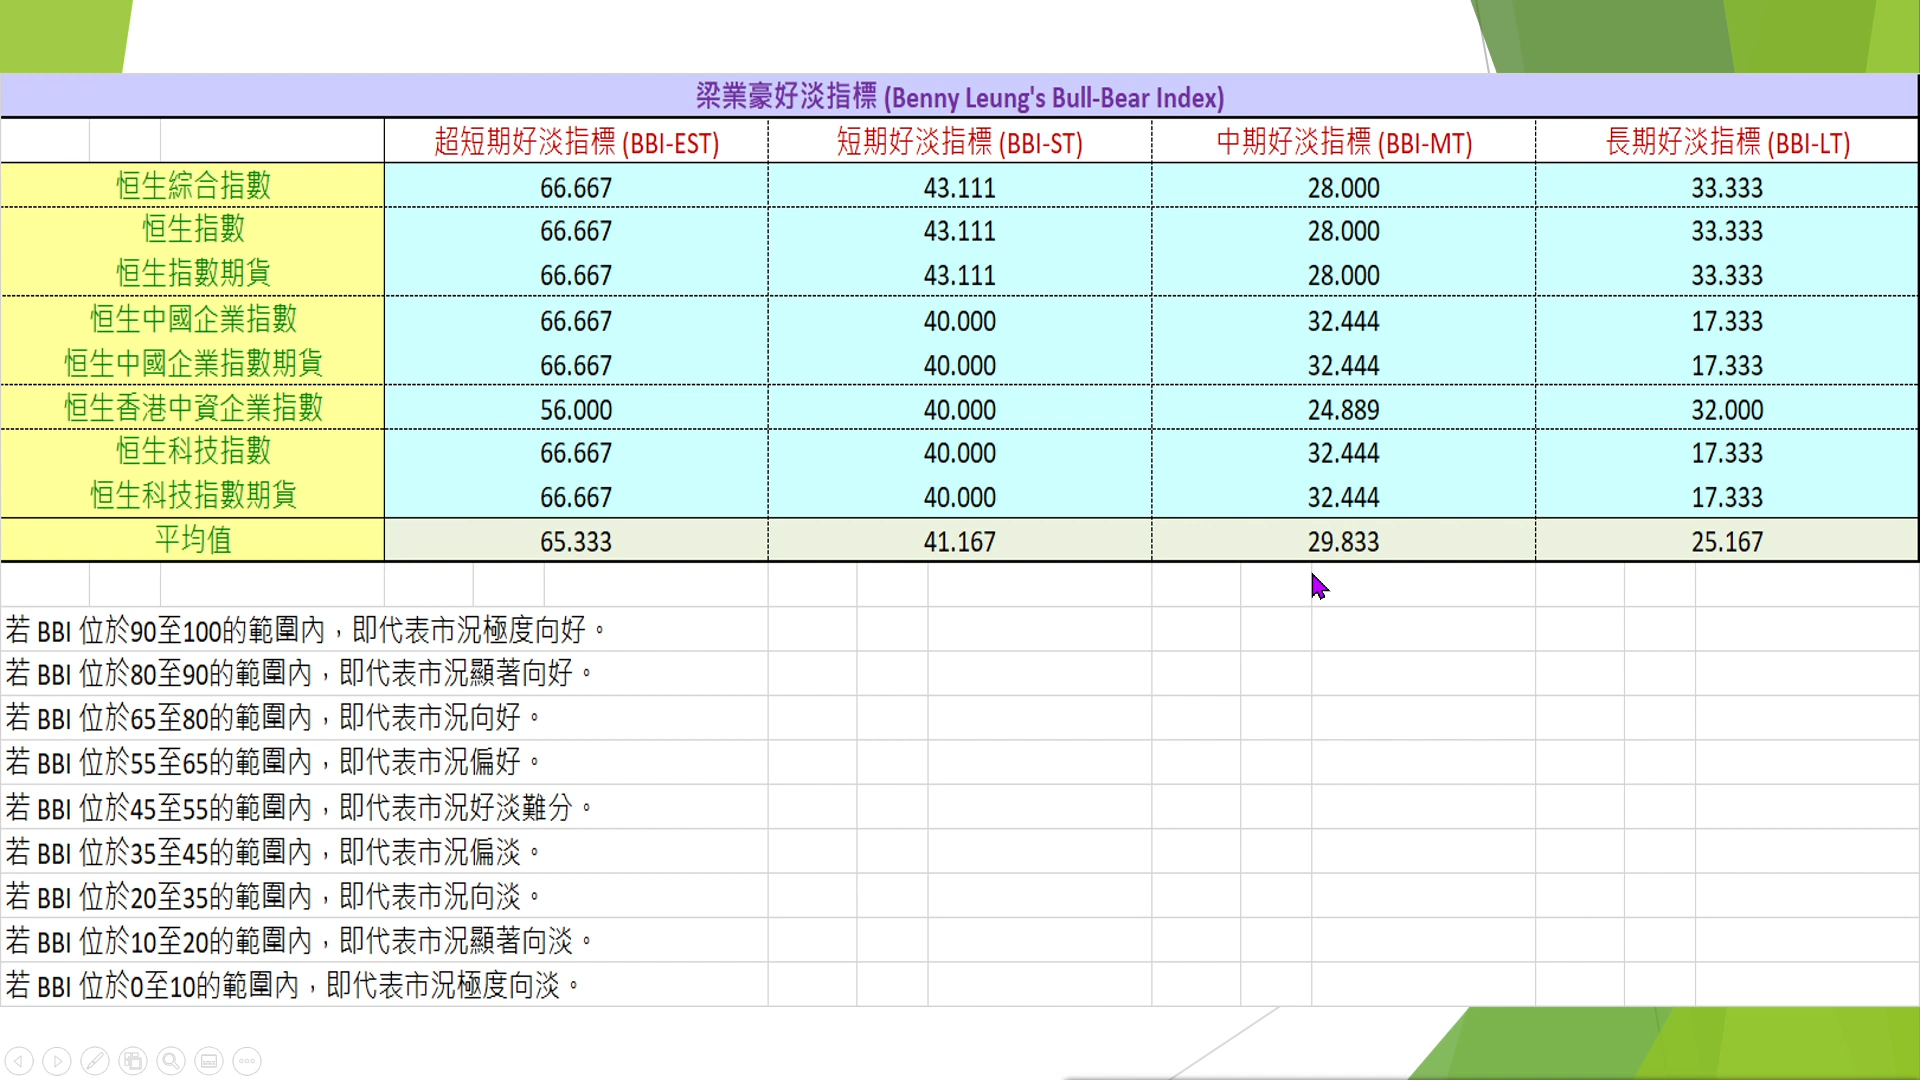 梁業豪好淡指標 (Benny Leung's Bull-Bear Index)
超短期好淡指標 (BBI-EST) 短期好淡指標 (BBI-ST) 中期好淡指標 (BBI-MT) 長期好淡指標 (BBI-LT)
恒生綜合指數 66.667 43.111 28.000 33.333
恒生指數 66.667 43.111 28.000 33.333
恒生指數期貨 66.667 43.111 28.000 33.333
恒生中國企業指數 66.667 40.000 32.444 17.333
恒生中國企業指數期貨 66.667 40.000 32.444 17.333
恒生香港中資企業指數 56.000 40.000 24.889 32.000
恒生科技指數 66.667 40.000 32.444 17.333
恒生科技指數期貨 66.667 40.000 32.444 17.333
平均值 65.333 41.167 29.833 25.167
若 BBI 位於90至100的範圍內，即代表市況極度向好。
若 BBI 位於80至90的範圍內，即代表市況顯著向好。
若 BBI 位於65至80的範圍內，即代表市況向好。
若 BBI 位於55至65的範圍內，即代表市況偏好。
若 BBI 位於45至55的範圍內，即代表市況好淡難分。
若 BBI 位於35至45的範圍內，即代表市況偏淡。
若 BBI 位於20至35的範圍內，即代表市況向淡。
若 BBI 位於10至20的範圍內，即代表市況顯著向淡。
若 BBI 位於0至10的範圍內，即代表市況極度向淡。